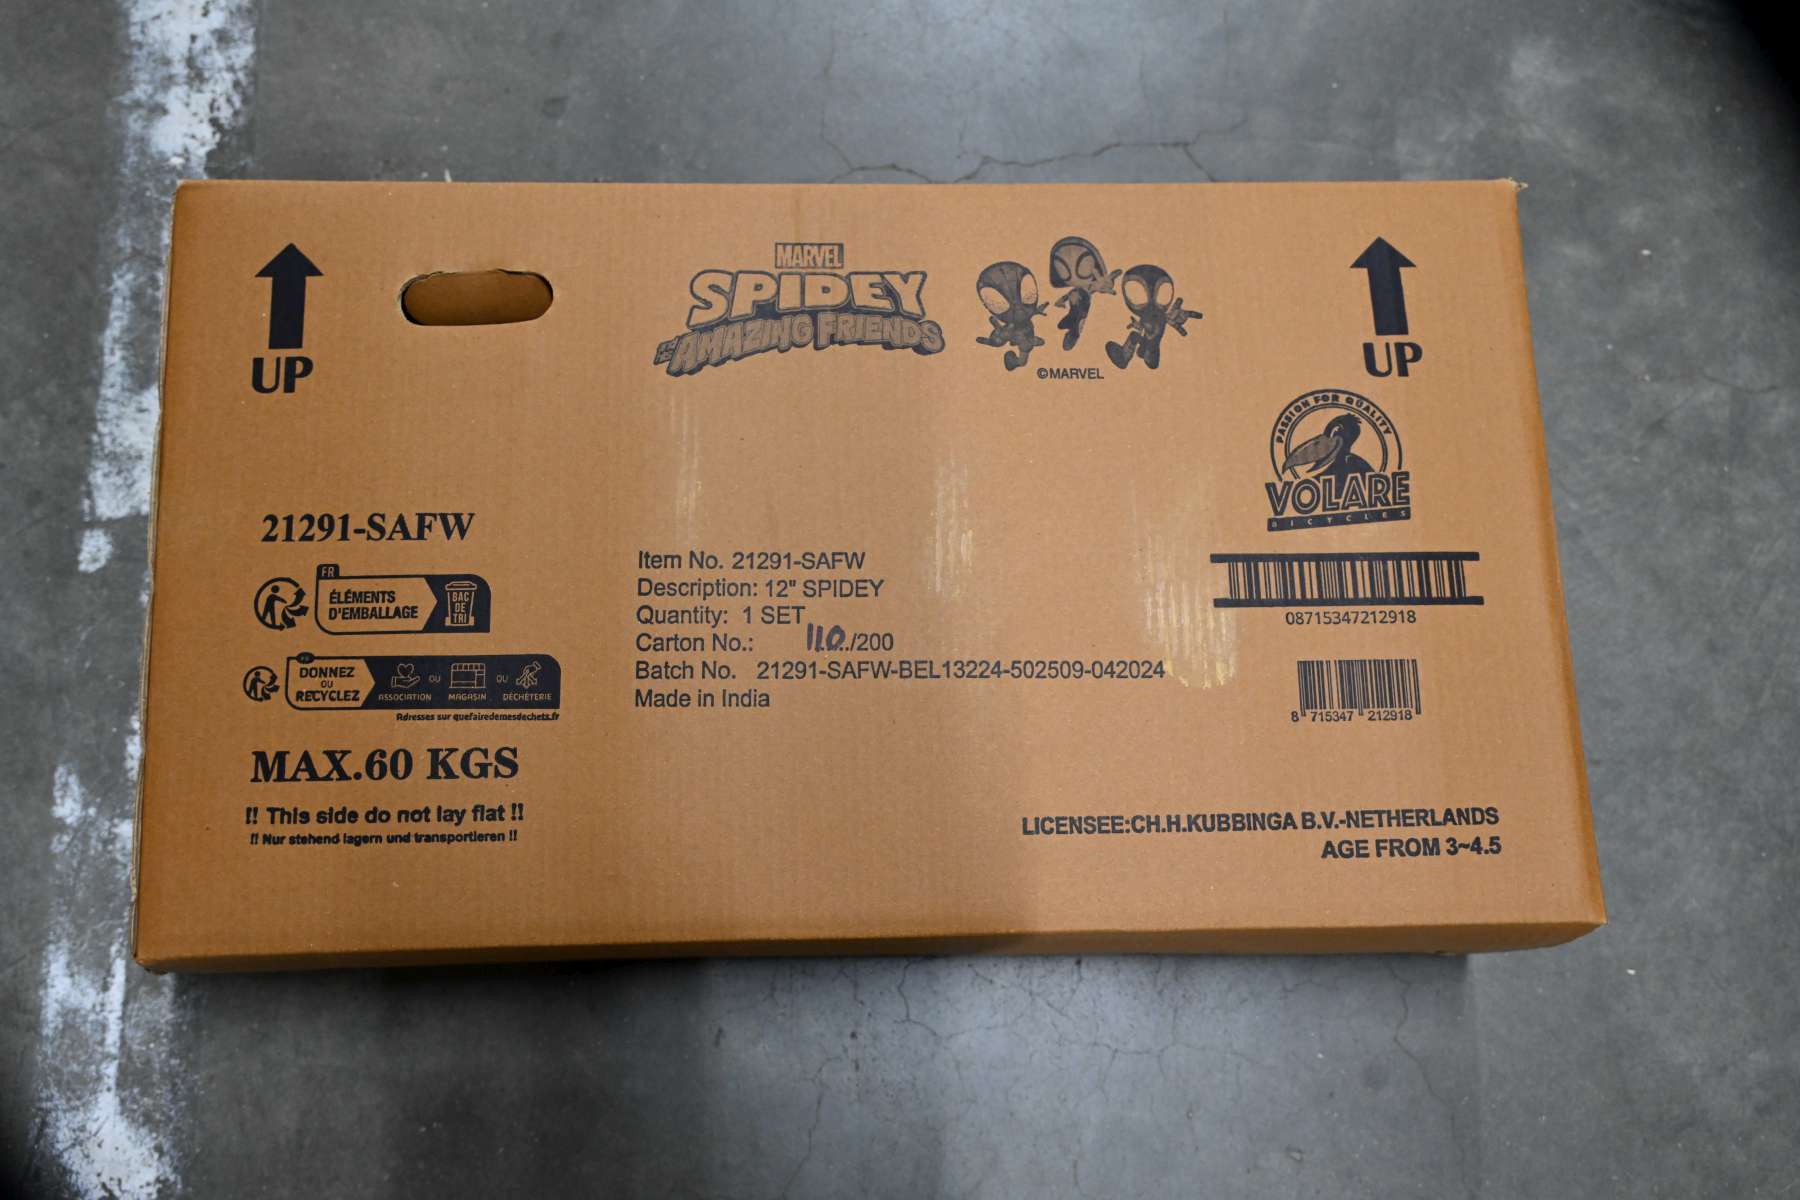 UP
MARVEL
SPIDEY
AND HIS
AMAZING FRIENDS
©MARVEL
UP
PASSION FOR QUALITY
VOLARE
BICYCLES
21291-SAFW
FR
ÉLÉMENTS
D'EMBALLAGE
BAC
DE
TRI
FR
DONNEZ
OU
RECYCLEZ
ASSOCIATION
OU
MAGASIN
OU
DÉCHÈTERIE
Adresses sur quefairedemesdechets.fr
MAX.60 KGS
!! This side do not lay flat !!
!! Nur stehend lagern und transportieren !!
Item No. 21291-SAFW
Description: 12" SPIDEY
Quantity: 1 SET
Carton No.: 110./200
Batch No. 21291-SAFW-BEL13224-502509-042024
Made in India
08715347212918
8 715347 212918
LICENSEE:CH.H.KUBBINGA B.V.-NETHERLANDS
AGE FROM 3~4.5